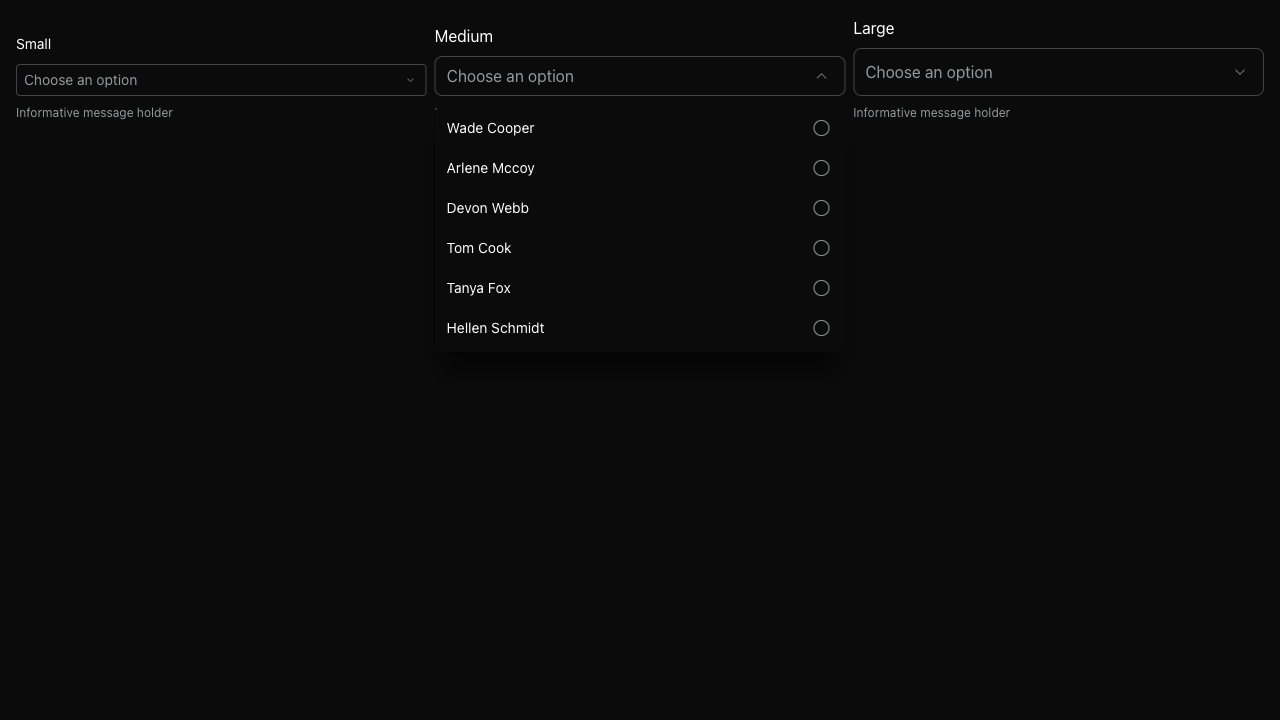 Small
Choose an option
Informative message holder
Medium
Choose an option
Wade Cooper
Arlene Mccoy
Devon Webb
Tom Cook
Tanya Fox
Hellen Schmidt
Large
Choose an option
Informative message holder